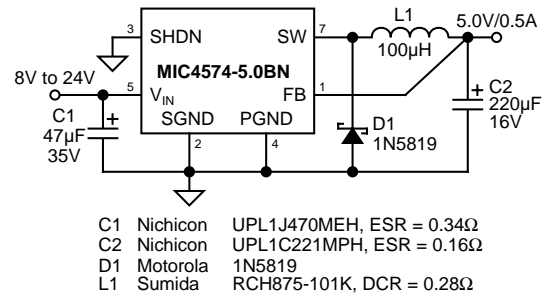 3 SHDN SW 7 L1 5.0V/0.5A
100µH
8V to 24V MIC4574-5.0BN
5 VIN FB 1
C1 47µF 35V
SGND PGND
2 4
D1 1N5819
C2 220µF 16V
C1 Nichicon UPL1J470MEH, ESR = 0.34Ω
C2 Nichicon UPL1C221MPH, ESR = 0.16Ω
D1 Motorola 1N5819
L1 Sumida RCH875-101K, DCR = 0.28Ω